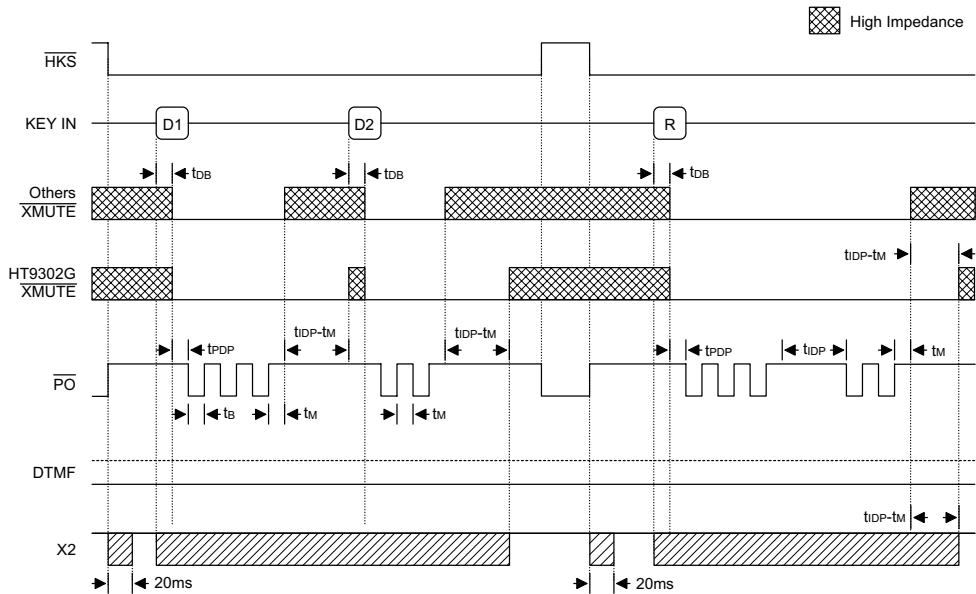 High Impedance
HKS
KEY IN
D1
D2
R
tDB
tDB
tDB
Others
XMUTE
tIDP-tM
HT9302G
XMUTE
tPDP
tIDP-tM
tIDP-tM
tPDP
tIDP
tM
PO
tB
tM
tM
DTMF
tIDP-tM
X2
20ms
20ms